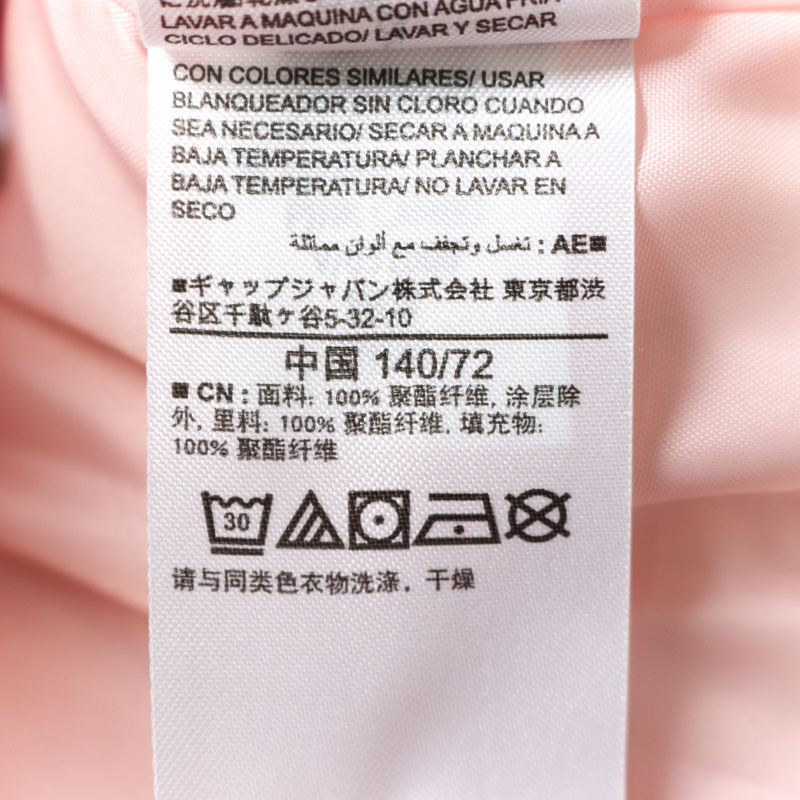 LAVAR A MAQUINA CON AGUA FRIA
CICLO DELICADO/ LAVAR Y SECAR
CON COLORES SIMILARES/ USAR
BLANQUEADOR SIN CLORO CUANDO
SEA NECESARIO/ SECAR A MAQUINA A
BAJA TEMPERATURA/ PLANCHAR A
BAJA TEMPERATURA/ NO LAVAR EN
SECO
■AE : تغسل وتجفف مع ألوان مماثلة
■ギャップジャパン株式会社 東京都渋
谷区千駄ヶ谷5-32-10
中国 140/72
■ CN : 面料: 100% 聚酯纤维, 涂层除
外, 里料: 100% 聚酯纤维, 填充物:
100% 聚酯纤维
30
请与同类色衣物洗涤, 干燥